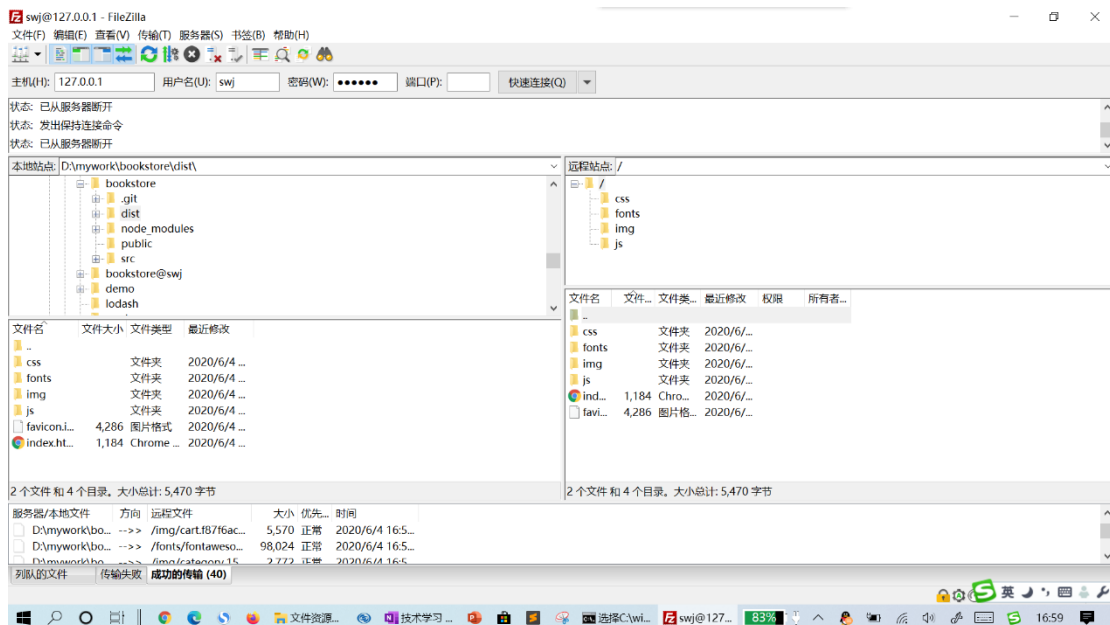 swj@127.0.0.1 - FileZilla
文件(F) 编辑(E) 查看(V) 传输(T) 服务器(S) 书签(B) 帮助(H)
主机(H): 127.0.0.1 用户名(U): swj 密码(W): ●●●●●● 端口(P): 快速连接(Q)
状态: 已从服务器断开
状态: 发出保持连接命令
状态: 已从服务器断开
本地站点: D:\mywork\bookstore\dist\
bookstore
.git
dist
node_modules
public
src
bookstore@swj
demo
lodash
文件名 文件大小 文件类型 最近修改
..
css 文件夹 2020/6/4 ...
fonts 文件夹 2020/6/4 ...
img 文件夹 2020/6/4 ...
js 文件夹 2020/6/4 ...
favicon.i... 4,286 图片格式 2020/6/4 ...
index.ht... 1,184 Chrome ... 2020/6/4 ...
2 个文件 和 4 个目录。大小总计: 5,470 字节
远程站点: /
/
css
fonts
img
js
文件名 文件... 文件类... 最近修改 权限 所有者...
..
css 文件夹 2020/6/...
fonts 文件夹 2020/6/...
img 文件夹 2020/6/...
js 文件夹 2020/6/...
ind... 1,184 Chro... 2020/6/...
favi... 4,286 图片格... 2020/6/...
2 个文件 和 4 个目录。大小总计: 5,470 字节
服务器/本地文件 方向 远程文件 大小 优先... 时间
D:\mywork\bo... -->> /img/cart.f87f6ac... 5,570 正常 2020/6/4 16:5...
D:\mywork\bo... -->> /fonts/fontaweso... 98,024 正常 2020/6/4 16:5...
D:\mywork\bo... -->> /img/category.15... 2,772 正常 2020/6/4 16:5...
列队的文件 传输失败 成功的传输 (40)
英
文件资源... 技术学习 ... 选择C:\wi... swj@127... 83% 16:59